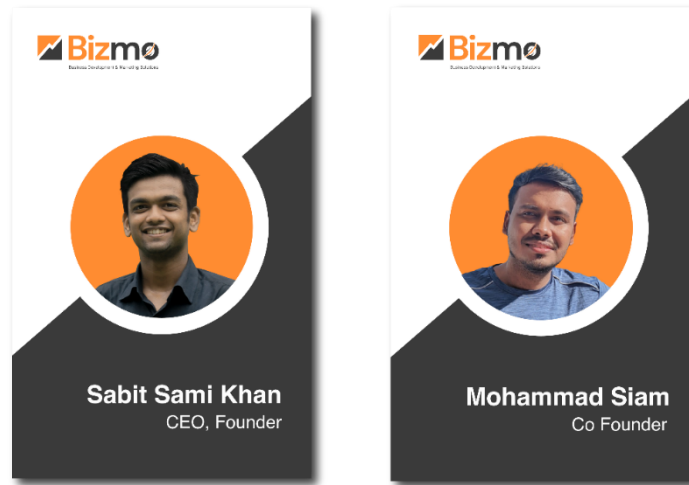 Bizmo
Business Development & Marketing Solutions
Sabit Sami Khan
CEO, Founder
Bizmo
Business Development & Marketing Solutions
Mohammad Siam
Co Founder